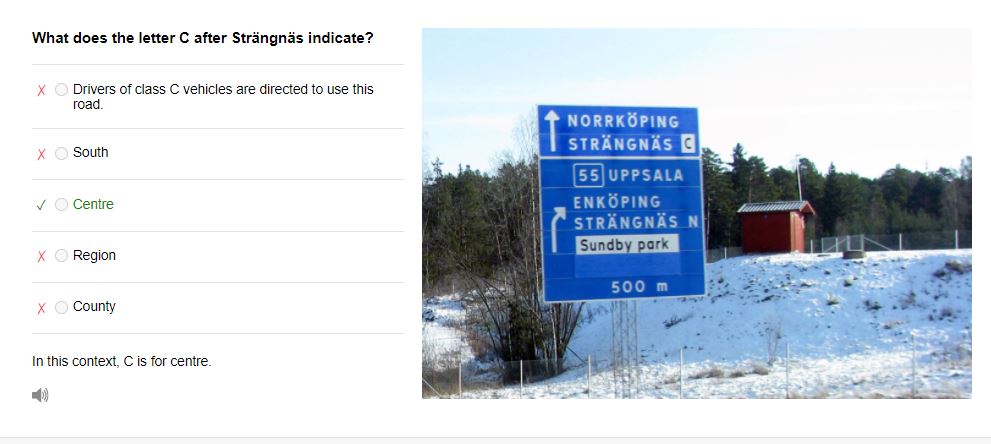 What does the letter C after Strängnäs indicate?
Drivers of class C vehicles are directed to use this
road.
South
Centre
Region
County
In this context, C is for centre.
NORRKÖPING
STRÄNGNÄS C
55 UPPSALA
ENKÖPING
STRÄNGNÄS N
Sundby park
500 m